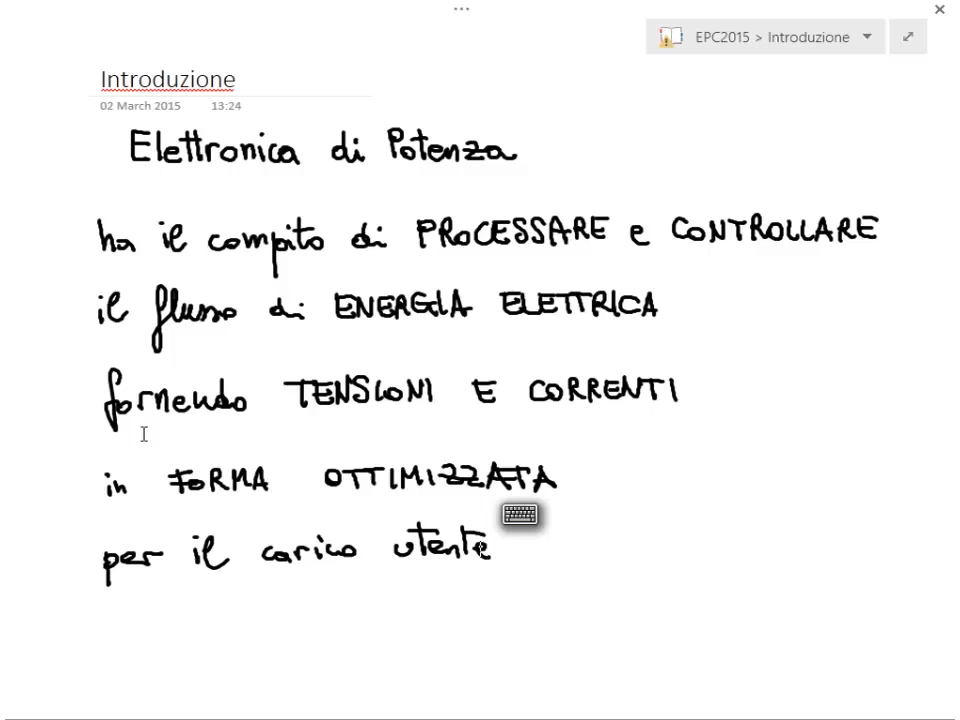 EPC2015 > Introduzione
Introduzione
02 March 2015 13:24
Elettronica di Potenza
ha il compito di PROCESSARE e CONTROLLARE
il flusso di ENERGIA ELETTRICA
fornendo TENSIONI E CORRENTI
in FORMA OTTIMIZZATA
per il carico utente